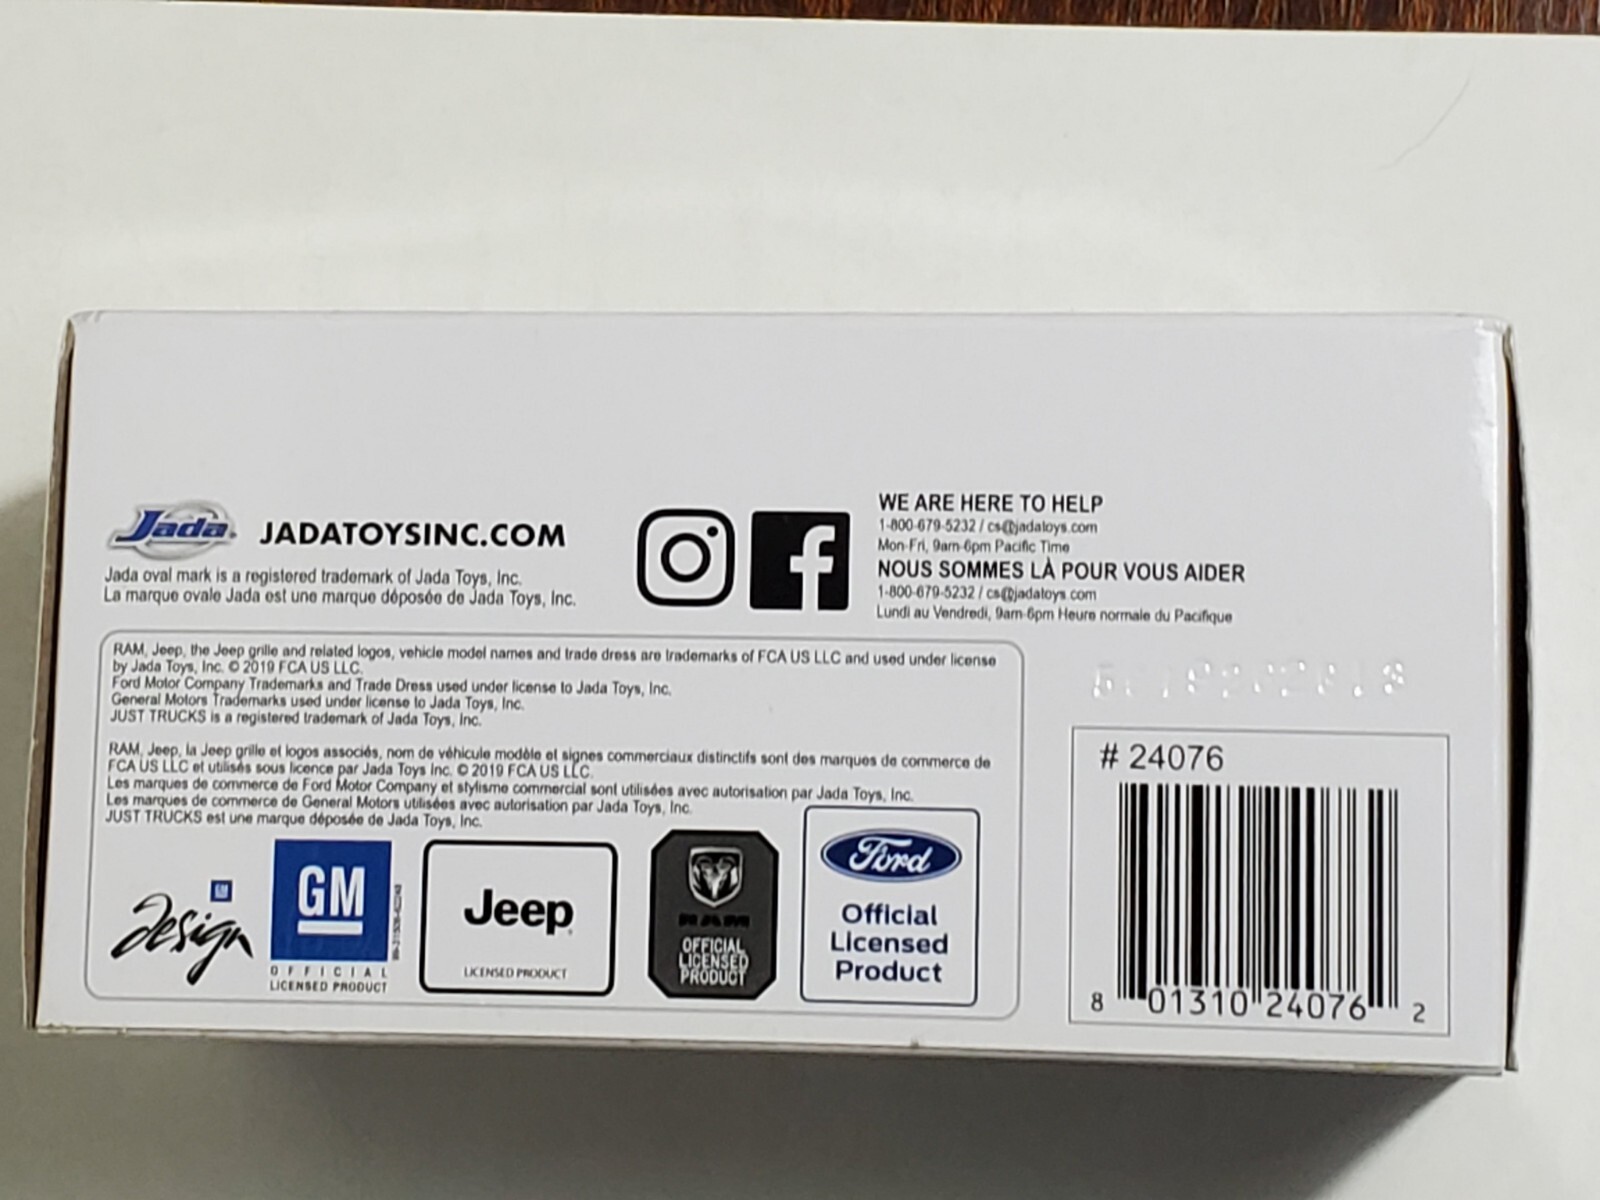 Jada
JADATOYSINC.COM
Jada oval mark is a registered trademark of Jada Toys, Inc.
La marque ovale Jada est une marque déposée de Jada Toys, Inc.
WE ARE HERE TO HELP
1-800-679-5232 / cs@jadatoys.com
Mon-Fri, 9am-6pm Pacific Time
NOUS SOMMES LÀ POUR VOUS AIDER
1-800-679-5232 / cs@jadatoys.com
Lundi au Vendredi, 9am-6pm Heure normale du Pacifique
RAM, Jeep, the Jeep grille and related logos, vehicle model names and trade dress are trademarks of FCA US LLC and used under license
by Jada Toys, Inc. © 2019 FCA US LLC.
Ford Motor Company Trademarks and Trade Dress used under license to Jada Toys, Inc.
General Motors Trademarks used under license to Jada Toys, Inc.
JUST TRUCKS is a registered trademark of Jada Toys, Inc.
RAM, Jeep, la Jeep grille et logos associés, nom de véhicule modèle et signes commerciaux distinctifs sont des marques de commerce de
FCA US LLC et utilisés sous licence par Jada Toys Inc. © 2019 FCA US LLC.
Les marques de commerce de Ford Motor Company et stylisme commercial sont utilisées avec autorisation par Jada Toys, Inc.
Les marques de commerce de General Motors utilisées avec autorisation par Jada Toys, Inc.
JUST TRUCKS est une marque déposée de Jada Toys, Inc.
GM
Design
GM
OFFICIAL
LICENSED PRODUCT
Jeep
LICENSED PRODUCT
RAM
OFFICIAL
LICENSED
PRODUCT
Ford
Official
Licensed
Product
# 24076
8 01310 24076 2